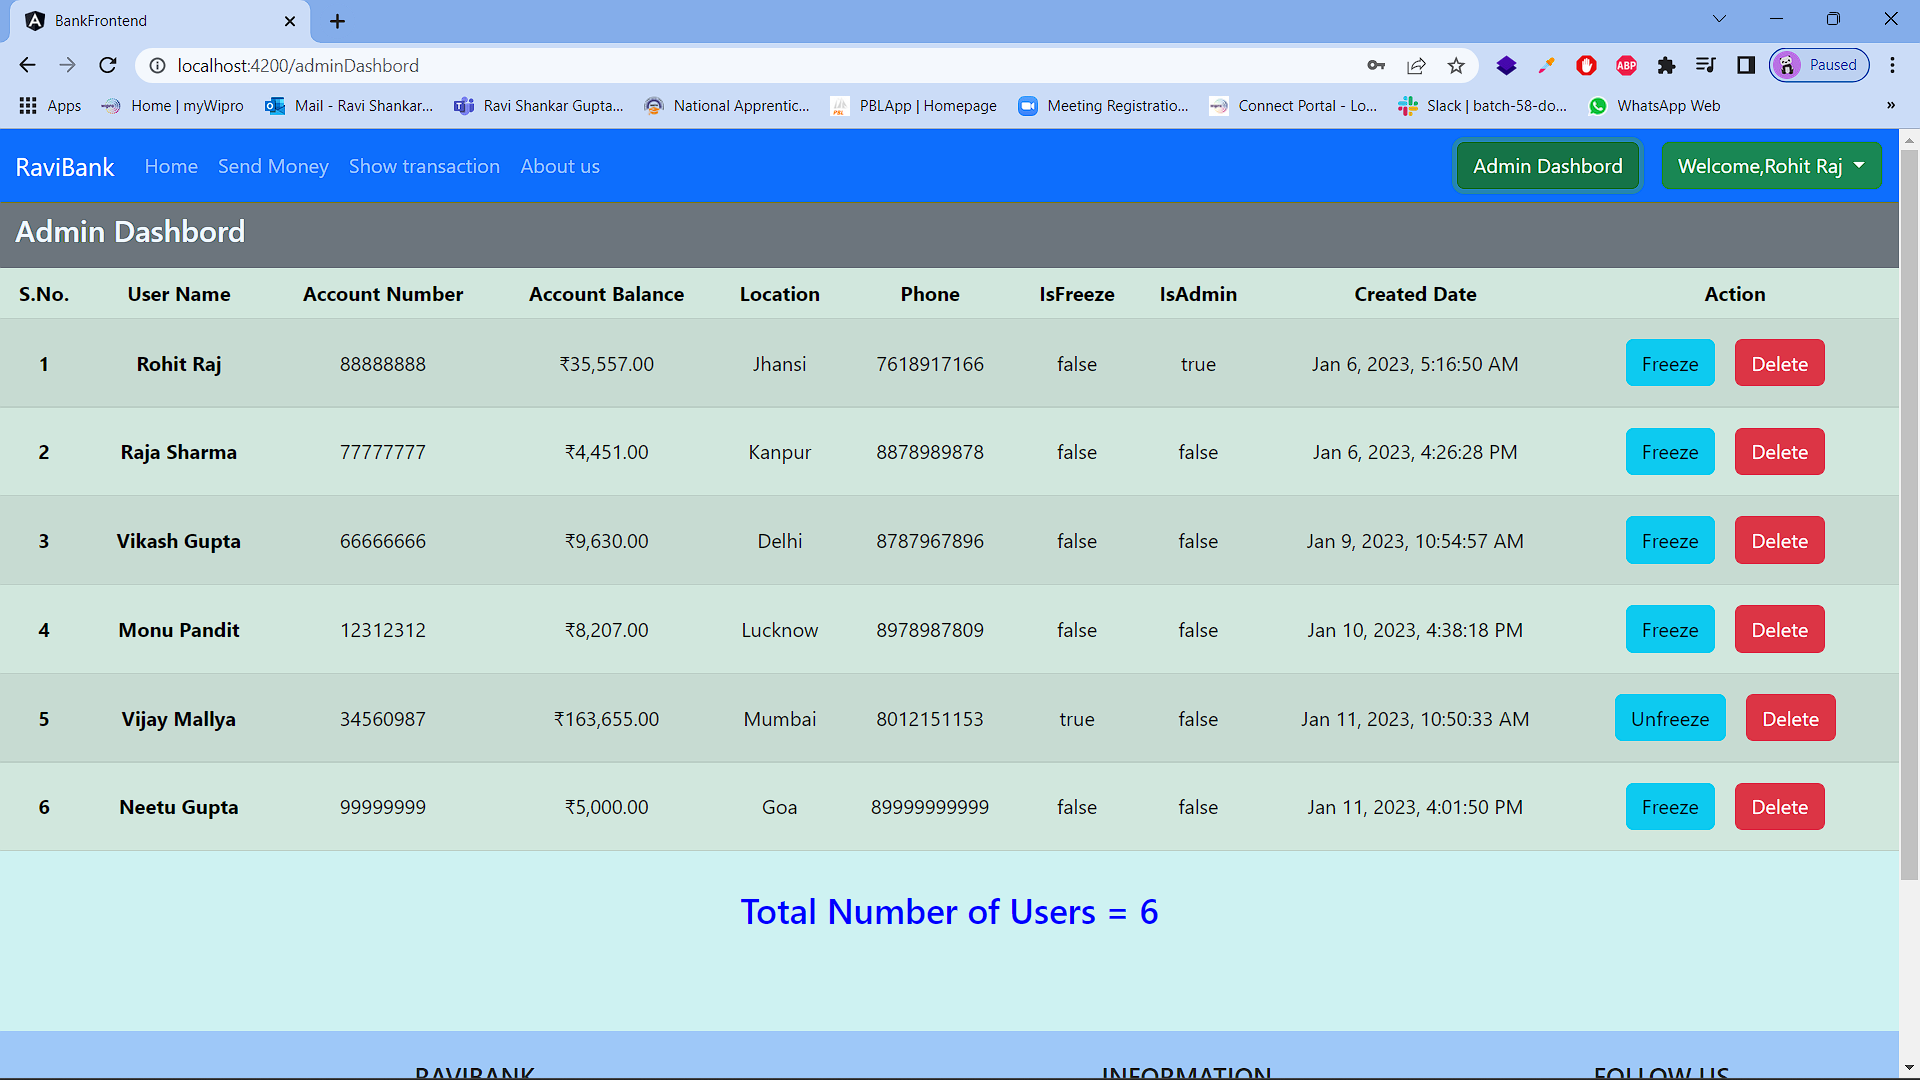 BankFrontend
localhost:4200/adminDashbord
ABP
Paused
Apps
Home | myWipro
Mail - Ravi Shankar...
Ravi Shankar Gupta...
National Apprentic...
PBLApp | Homepage
Meeting Registratio...
Connect Portal - Lo...
Slack | batch-58-do...
WhatsApp Web
»
RaviBank Home Send Money Show transaction About us Admin Dashbord Welcome,Rohit Raj
Admin Dashbord
S.No. User Name Account Number Account Balance Location Phone IsFreeze IsAdmin Created Date Action
1 Rohit Raj 88888888 ₹35,557.00 Jhansi 7618917166 false true Jan 6, 2023, 5:16:50 AM Freeze Delete
2 Raja Sharma 77777777 ₹4,451.00 Kanpur 8878989878 false false Jan 6, 2023, 4:26:28 PM Freeze Delete
3 Vikash Gupta 66666666 ₹9,630.00 Delhi 8787967896 false false Jan 9, 2023, 10:54:57 AM Freeze Delete
4 Monu Pandit 12312312 ₹8,207.00 Lucknow 8978987809 false false Jan 10, 2023, 4:38:18 PM Freeze Delete
5 Vijay Mallya 34560987 ₹163,655.00 Mumbai 8012151153 true false Jan 11, 2023, 10:50:33 AM Unfreeze Delete
6 Neetu Gupta 99999999 ₹5,000.00 Goa 89999999999 false false Jan 11, 2023, 4:01:50 PM Freeze Delete
Total Number of Users = 6
RAVIBANK INFORMATION FOLLOW US